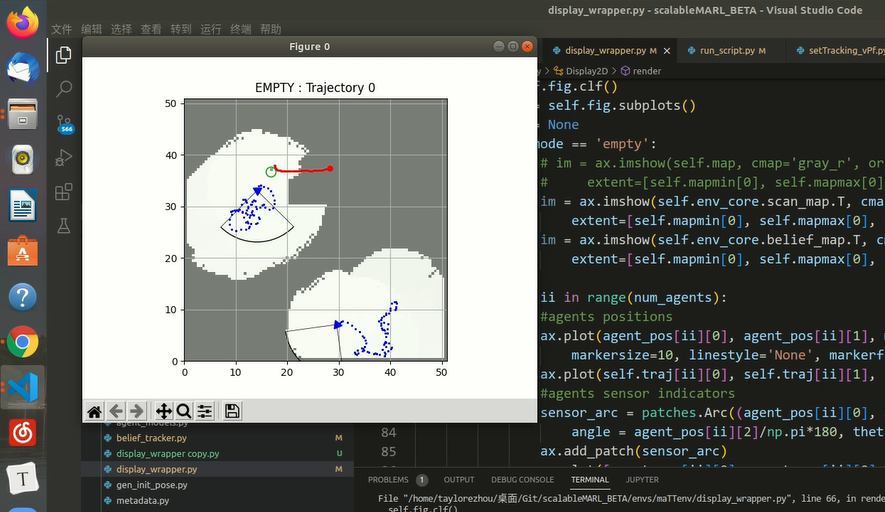 display_wrapper.py - scalableMARL_BETA - Visual Studio Code
文件 编辑 选择 查看 转到 运行 终端 帮助
Figure 0
display_wrapper.py M
run_script.py M
setTracking_vPf.py
Display2D > render
EMPTY : Trajectory 0
50
40
30
20
10
0
0 10 20 30 40 50
566
f.fig.clf()
= self.fig.subplots()
= None
mode == 'empty':
# im = ax.imshow(self.map, cmap='gray_r', or
# extent=[self.mapmin[0], self.mapmax[0]
im = ax.imshow(self.env_core.scan_map.T, cma
extent=[self.mapmin[0], self.mapmax[0],
im = ax.imshow(self.env_core.belief_map.T, c
extent=[self.mapmin[0], self.mapmax[0],
ii in range(num_agents):
#agents positions
ax.plot(agent_pos[ii][0], agent_pos[ii][1],
markersize=10, linestyle='None', markerf
ax.plot(self.traj[ii][0], self.traj[ii][1],
#agents sensor indicators
sensor_arc = patches.Arc((agent_pos[ii][0],
84 angle = agent_pos[ii][2]/np.pi*180, thet
85 ax.add_patch(sensor_arc)
agent_models.py
belief_tracker.py M
display_wrapper copy.py U
display_wrapper.py M
gen_init_pose.py
metadata.py
PROBLEMS 1 OUTPUT DEBUG CONSOLE TERMINAL JUPYTER
File "/home/taylorezhou/桌面/Git/scalableMARL_BETA/envs/maTTenv/display_wrapper.py", line 66, in rende
self.fig.clf()
T